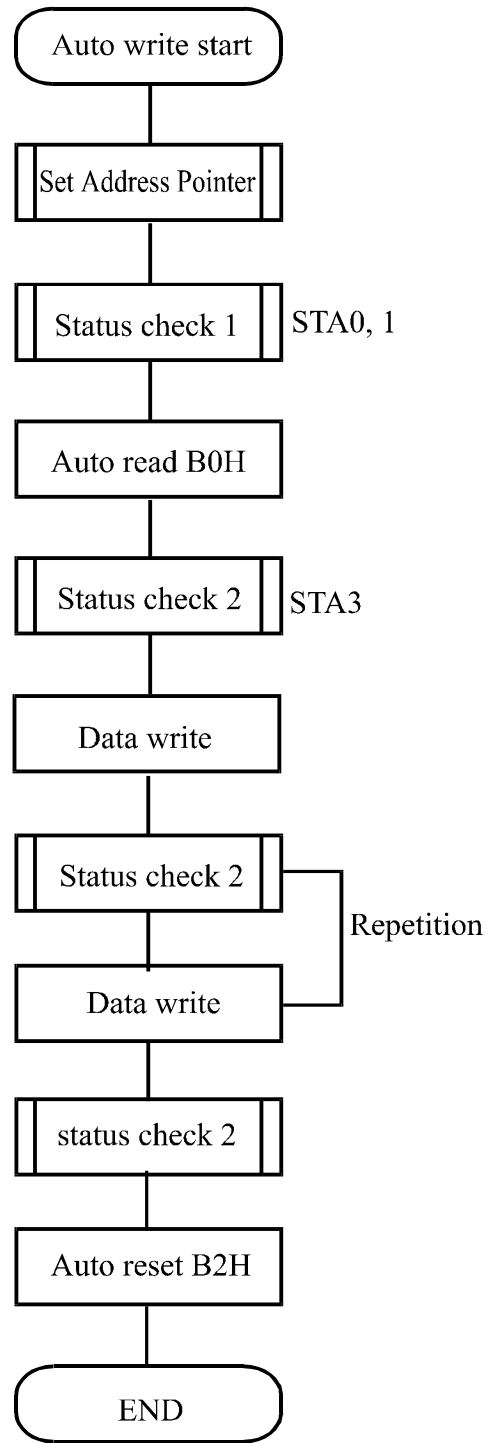 Auto write start
Set Address Pointer
Status check 1
STA0, 1
Auto read B0H
Status check 2
STA3
Data write
Status check 2
Repetition
Data write
status check 2
Auto reset B2H
END